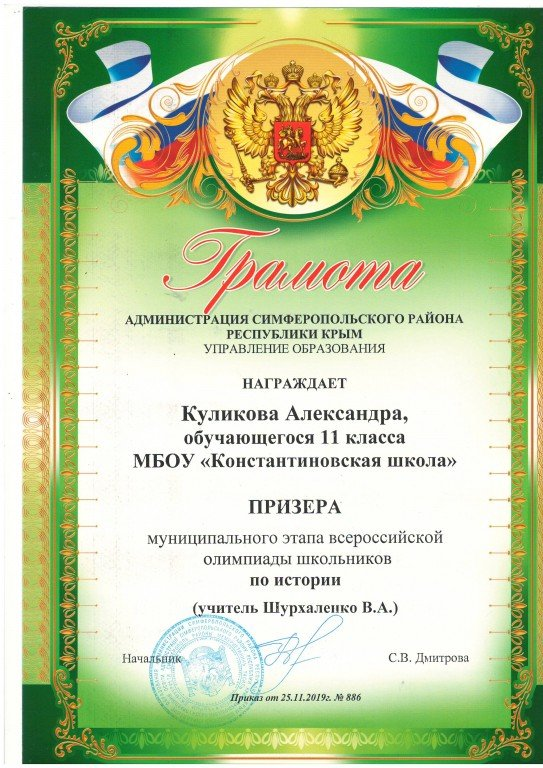 Грамота
АДМИНИСТРАЦИЯ СИМФЕРОПОЛЬСКОГО РАЙОНА
РЕСПУБЛИКИ КРЫМ
УПРАВЛЕНИЕ ОБРАЗОВАНИЯ
НАГРАЖДАЕТ
Куликова Александра,
обучающегося 11 класса
МБОУ «Константиновская школа»
ПРИЗЕРА
муниципального этапа всероссийской
олимпиады школьников
по истории
(учитель Шурхаленко В.А.)
Начальник С.В. Дмитрова
Приказ от 25.11.2019г. № 886